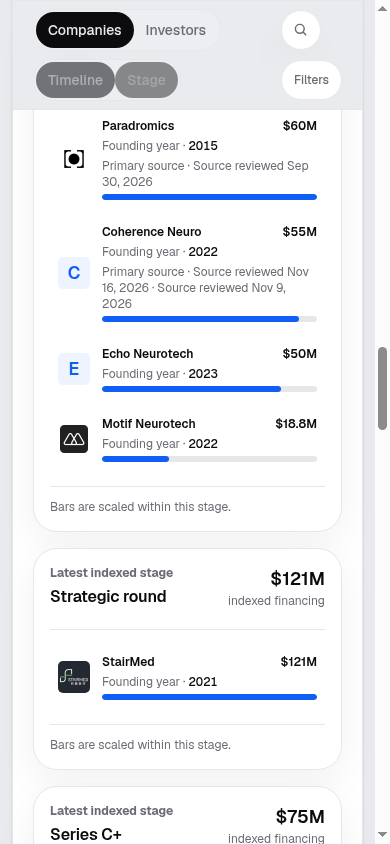 Companies Investors
Timeline Stage Filters
Paradromics $60M
Founding year · 2015
Primary source · Source reviewed Sep
30, 2026
C
Coherence Neuro $55M
Founding year · 2022
Primary source · Source reviewed Nov
16, 2026 · Source reviewed Nov 9,
2026
E
Echo Neurotech $50M
Founding year · 2023
Motif Neurotech $18.8M
Founding year · 2022
Bars are scaled within this stage.
Latest indexed stage $121M
Strategic round indexed financing
StairMed $121M
Founding year · 2021
Bars are scaled within this stage.
Latest indexed stage $75M
Series C+ indexed financing